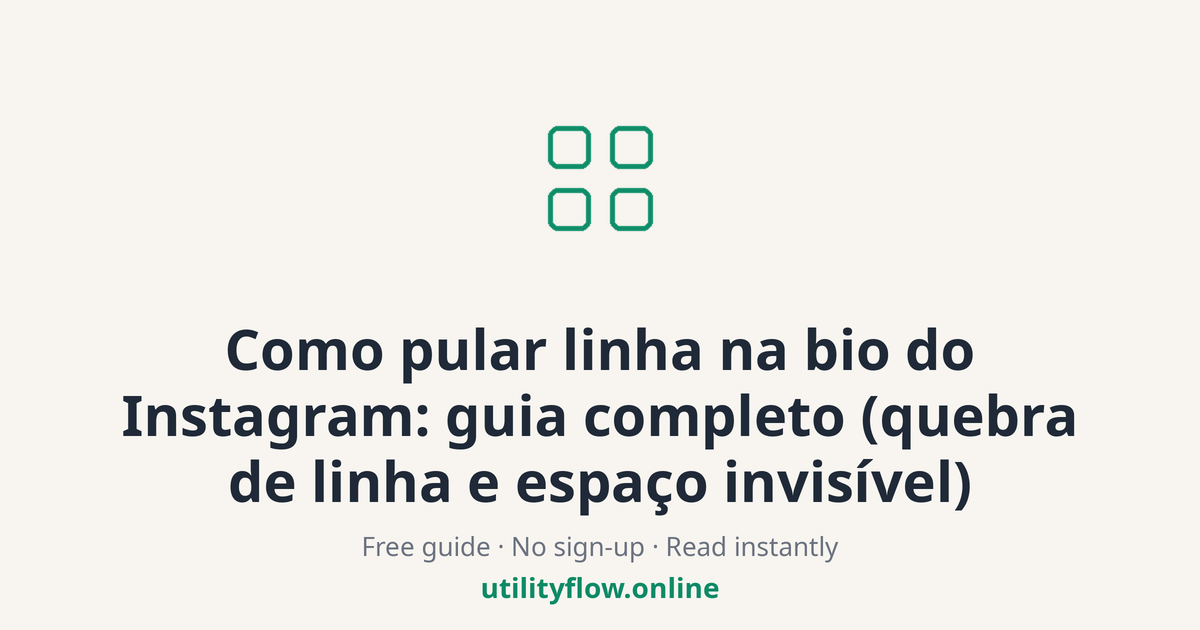 Como pular linha na bio do
Instagram: guia completo (quebra
de linha e espaço invisível)
Free guide · No sign-up · Read instantly
utilityflow.online